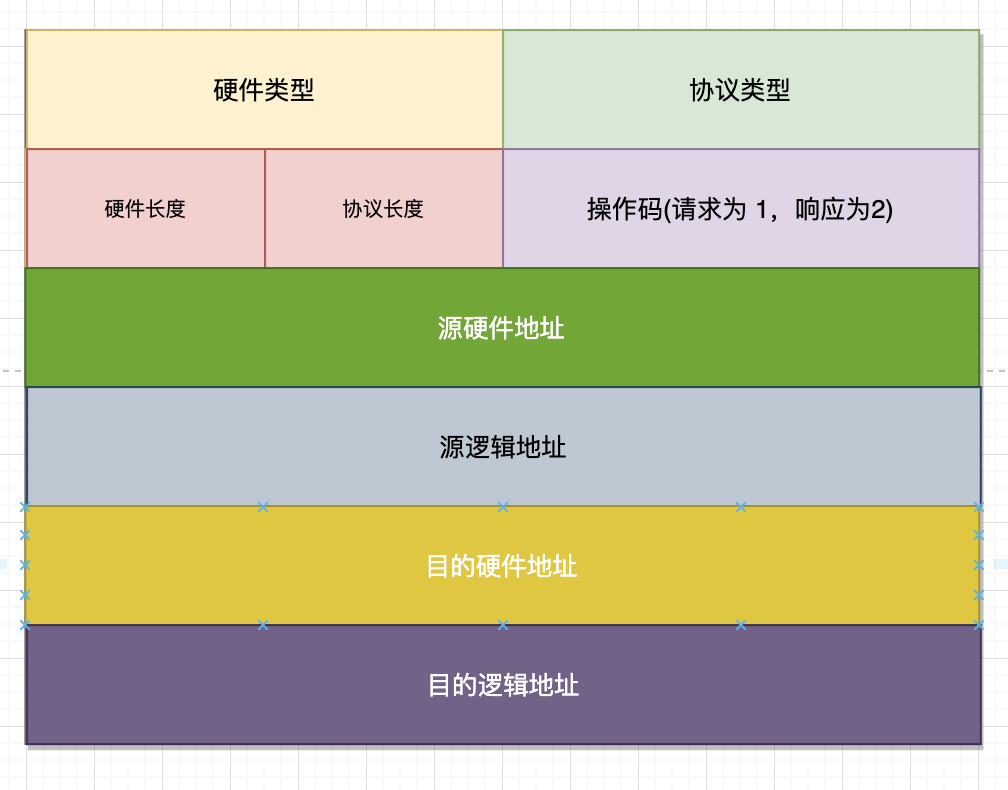 硬件类型
协议类型
硬件长度
协议长度
操作码(请求为 1，响应为2)
源硬件地址
源逻辑地址
目的硬件地址
目的逻辑地址